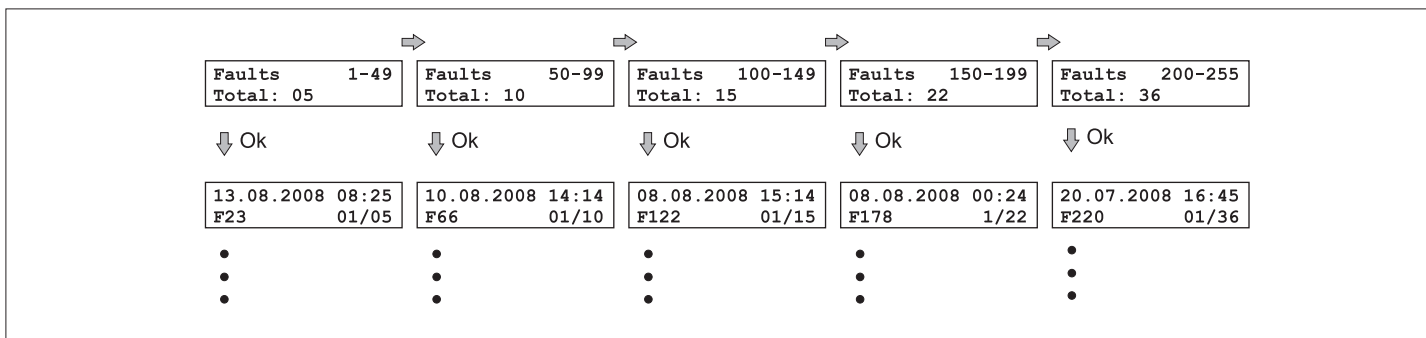 Faults 1-49
Total: 05
Faults 50-99
Total: 10
Faults 100-149
Total: 15
Faults 150-199
Total: 22
Faults 200-255
Total: 36
Ok
Ok
Ok
Ok
Ok
13.08.2008 08:25
F23 01/05
10.08.2008 14:14
F66 01/10
08.08.2008 15:14
F122 01/15
08.08.2008 00:24
F178 1/22
20.07.2008 16:45
F220 01/36